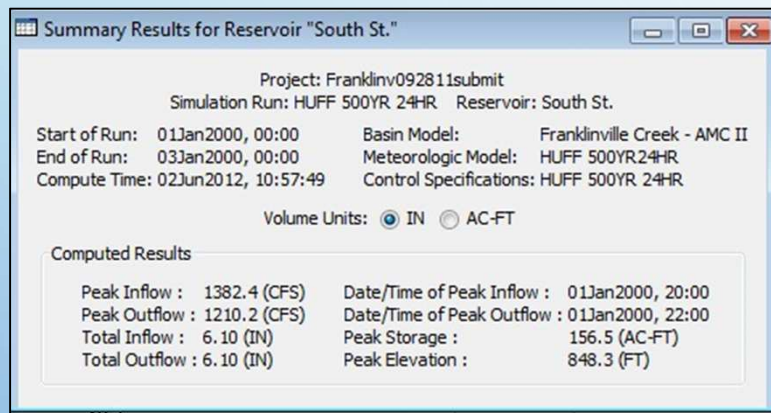 Summary Results for Reservoir "South St."
Project: Franklinv092811submit
Simulation Run: HUFF 500YR 24HR Reservoir: South St.
Start of Run: 01Jan2000, 00:00 Basin Model: Franklinville Creek - AMC II
End of Run: 03Jan2000, 00:00 Meteorologic Model: HUFF 500YR24HR
Compute Time: 02Jun2012, 10:57:49 Control Specifications: HUFF 500YR 24HR
Volume Units: IN AC-FT
Computed Results
Peak Inflow : 1382.4 (CFS) Date/Time of Peak Inflow : 01Jan2000, 20:00
Peak Outflow : 1210.2 (CFS) Date/Time of Peak Outflow : 01Jan2000, 22:00
Total Inflow : 6.10 (IN) Peak Storage : 156.5 (AC-FT)
Total Outflow : 6.10 (IN) Peak Elevation : 848.3 (FT)